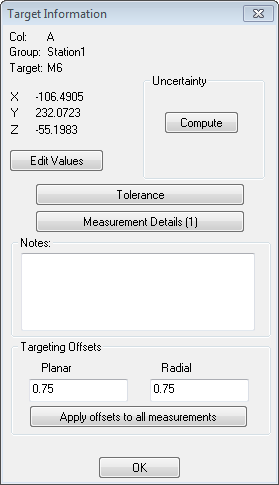 Target Information
Col: A
Group: Station1
Target: M6
Uncertainty
X -106.4905
Y 232.0723
Z -55.1983
Compute
Edit Values
Tolerance
Measurement Details (1)
Notes:
Targeting Offsets
Planar Radial
0.75 0.75
Apply offsets to all measurements
OK